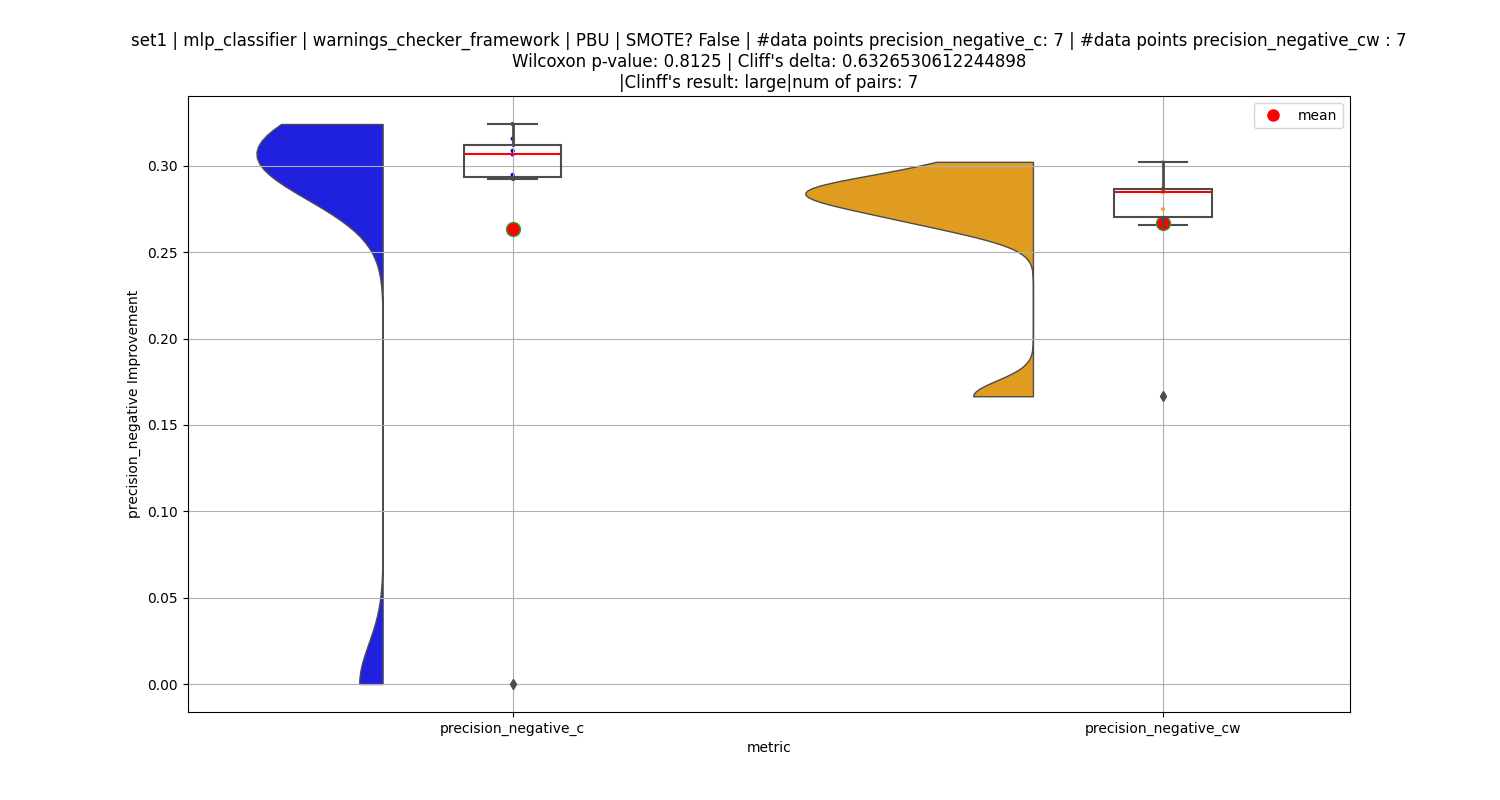 set1 | mlp_classifier | warnings_checker_framework | PBU | SMOTE? False | #data points precision_negative_c: 7 | #data points precision_negative_cw : 7
Wilcoxon p-value: 0.8125 | Cliff's delta: 0.6326530612244898
|Clinff's result: large|num of pairs: 7
mean
0.30
0.25
0.20
0.15
0.10
0.05
0.00
precision_negative Improvement
precision_negative_c
precision_negative_cw
metric